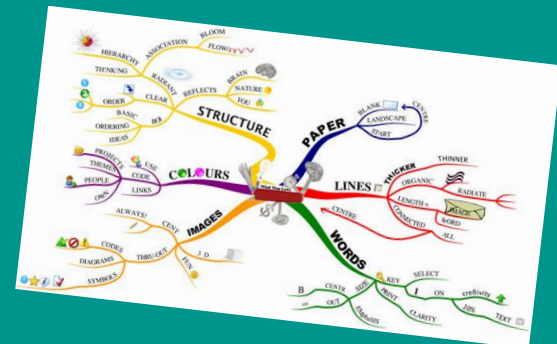 STRUCTURE
HIERARCHY
THINKING
ASSOCIATION
BLOOM
FLOW
RADIANT
REFLECTS
BRAIN
NATURE
YOU
CLEAR
ORDER
BOI
BASIC
ORDERING
IDEAS
PAPER
BLANK
LANDSCAPE
START
CENTRE
LINES
THICKER
THINNER
ORGANIC
RADIATE
LENGTH =
IMAGE
WORD
CONNECTED
ALL
CENTRE
WORDS
KEY
SELECT
1
ON
cre8ivity
10%
TEXT
PRINT
CLARITY
SIZE
CENTR
B
OUT
EMphaSIS
IMAGES
CENT
ALWAYS!
3 D
FUN
THRU-OUT
CODES
DIAGRAMS
SYMBOLS
COLOURS
USE
CODE
LINKS
PROJECTS
THEMES
PEOPLE
OWN